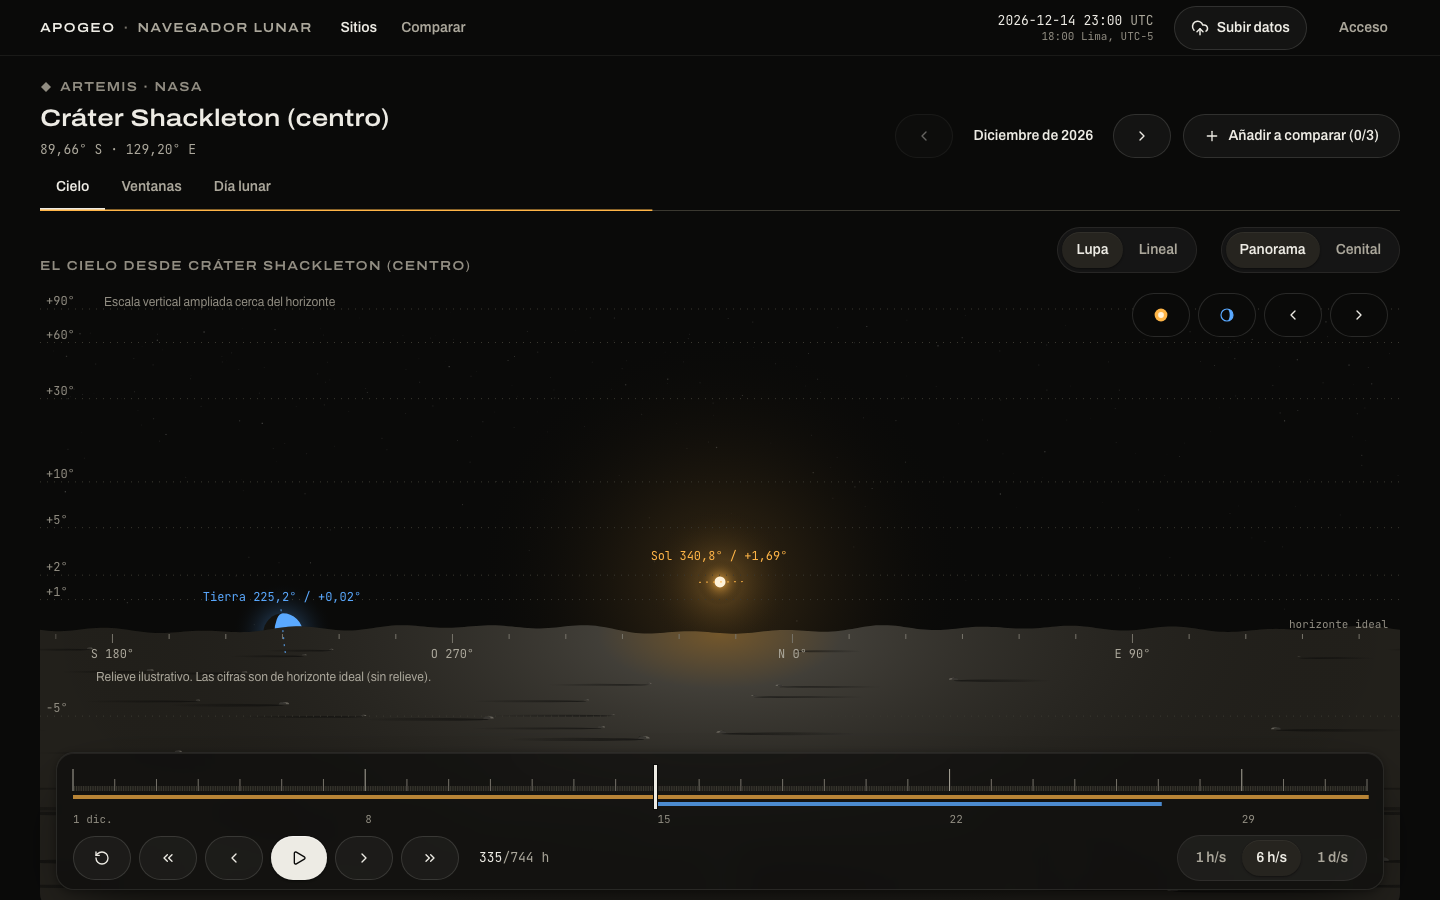 APOGEO · NAVEGADOR LUNAR
Sitios
Comparar
2026-12-14 23:00 UTC
18:00 Lima, UTC-5
Subir datos
Acceso
ARTEMIS · NASA
Cráter Shackleton (centro)
89,66° S · 129,20° E
Diciembre de 2026
Añadir a comparar (0/3)
Cielo
Ventanas
Día lunar
EL CIELO DESDE CRÁTER SHACKLETON (CENTRO)
Lupa
Lineal
Panorama
Cenital
+90°
Escala vertical ampliada cerca del horizonte
+60°
+30°
+10°
+5°
+2°
+1°
Sol 340,8° / +1,69°
Tierra 225,2° / +0,02°
horizonte ideal
S 180°
O 270°
N 0°
E 90°
Relieve ilustrativo. Las cifras son de horizonte ideal (sin relieve).
-5°
1 dic.
8
15
22
29
335/744 h
1 h/s
6 h/s
1 d/s